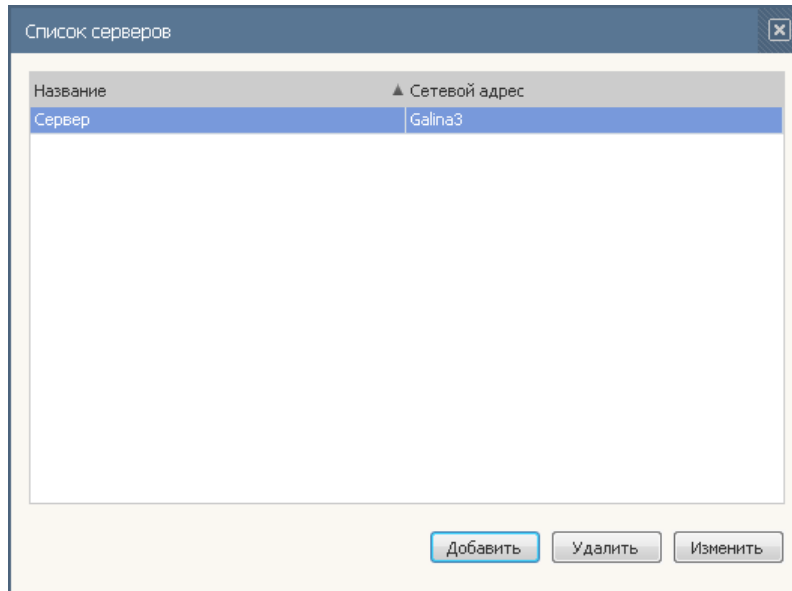 Список серверов
Название ▲ Сетевой адрес
Сервер Galina3
Добавить Удалить Изменить